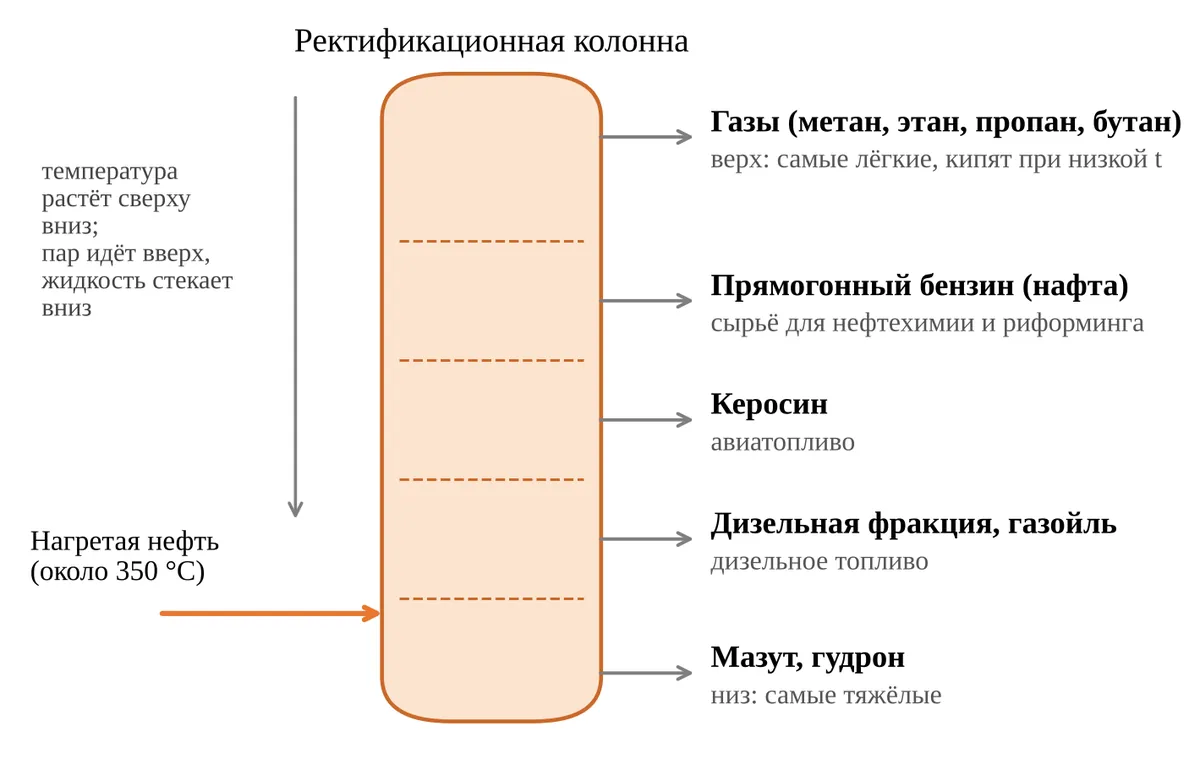 Ректификационная колонна
температура
растёт сверху
вниз;
пар идёт вверх,
жидкость стекает
вниз
Нагретая нефть
(около 350 °C)
Газы (метан, этан, пропан, бутан)
верх: самые лёгкие, кипят при низкой t
Прямогонный бензин (нафта)
сырьё для нефтехимии и риформинга
Керосин
авиатопливо
Дизельная фракция, газойль
дизельное топливо
Мазут, гудрон
низ: самые тяжёлые